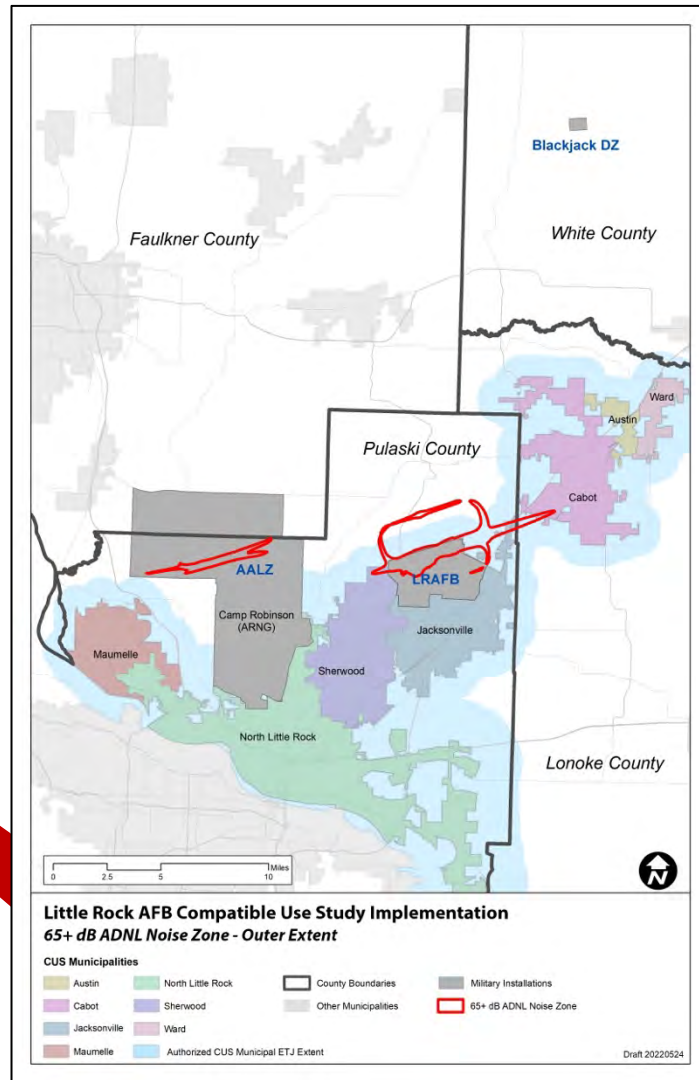 Blackjack DZ
Faulkner County
White County
Ward
Austin
Pulaski County
Cabot
AALZ
LRAFB
Camp Robinson
(ARNG)
Jacksonville
Maumelle
Sherwood
North Little Rock
Lonoke County
Miles
0 2.5 5 10
N
Little Rock AFB Compatible Use Study Implementation
65+ dB ADNL Noise Zone - Outer Extent
CUS Municipalities
Austin North Little Rock County Boundaries Military Installations
Cabot Sherwood Other Municipalities 65+ dB ADNL Noise Zone
Jacksonville Ward
Maumelle Authorized CUS Municipal ETJ Extent
Draft 20220524